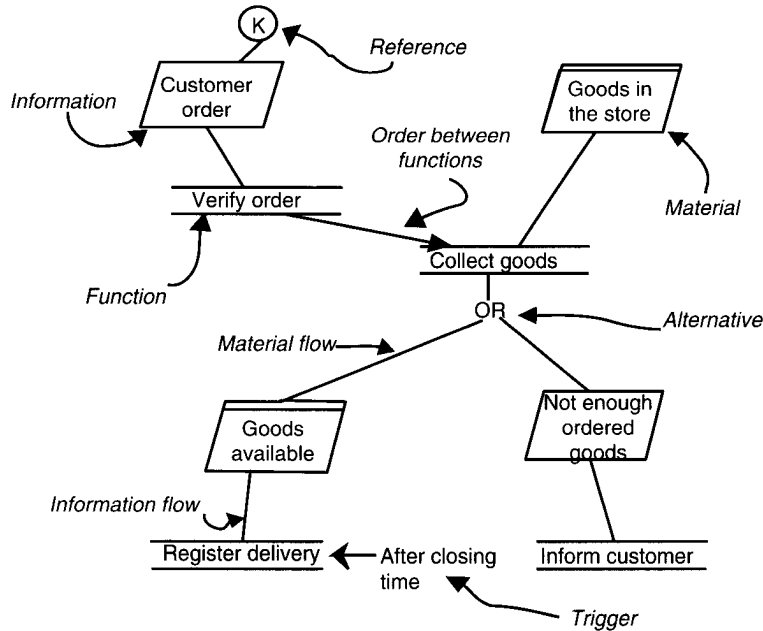 K
Reference
Customer
order
Information
Goods in
the store
Order between
functions
Material
Verify order
Function
Collect goods
OR
Alternative
Material flow
Goods
available
Not enough
ordered
goods
Information flow
Register delivery
After closing
time
Inform customer
Trigger